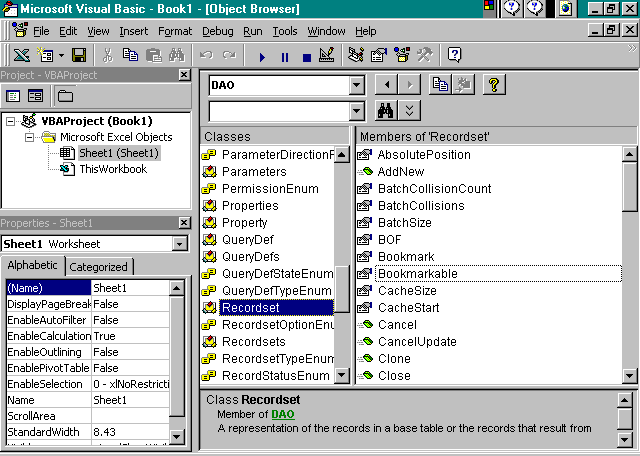 Microsoft Visual Basic - Book1 - [Object Browser]
File Edit View Insert Format Debug Run Tools Window Help
Project - VBAProject
VBAProject (Book1)
Microsoft Excel Objects
Sheet1 (Sheet1)
ThisWorkbook
Properties - Sheet1
Sheet1 Worksheet
Alphabetic Categorized
(Name) Sheet1
DisplayPageBreak False
EnableAutoFilter False
EnableCalculation True
EnableOutlining False
EnablePivotTable False
EnableSelection 0 - xlNoRestricti
Name Sheet1
ScrollArea
StandardWidth 8.43
DAO
Classes
ParameterDirectionF
Parameters
PermissionEnum
Properties
Property
QueryDef
QueryDefs
QueryDefStateEnum
QueryDefTypeEnum
Recordset
RecordsetOptionEnu
Recordsets
RecordsetTypeEnum
RecordStatusEnum
Members of 'Recordset'
AbsolutePosition
AddNew
BatchCollisionCount
BatchCollisions
BatchSize
BOF
Bookmark
Bookmarkable
CacheSize
CacheStart
Cancel
CancelUpdate
Clone
Close
Class Recordset
Member of DAO
A representation of the records in a base table or the records that result from